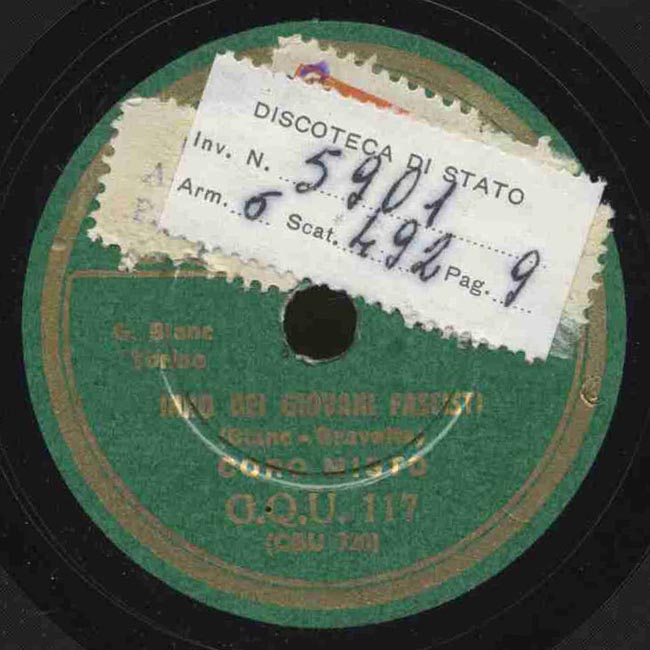 DISCOTECA DI STATO
Inv. N. 5901
Arm. 6 Scat. 492 Pag. 9
G. Blanc
Torino
INNO DEI GIOVANI FASCISTI
(Blanc - Gravelli)
CORO MISTO
G.Q.U. 117